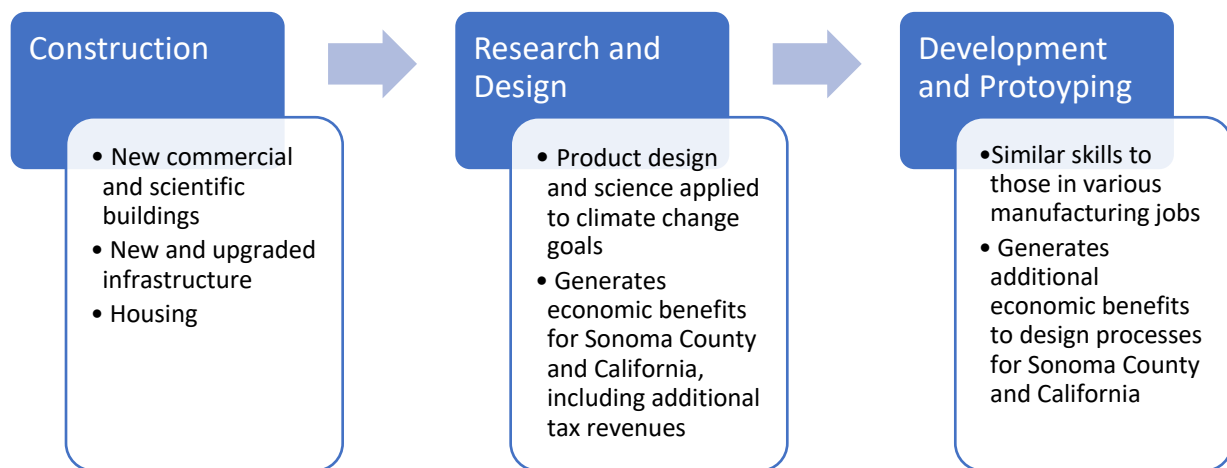 Construction
• New commercial
and scientific
buildings
• New and upgraded
infrastructure
• Housing
Research and
Design
• Product design
and science applied
to climate change
goals
• Generates
economic benefits
for Sonoma County
and California,
including additional
tax revenues
Development
and Protoyping
•Similar skills to
those in various
manufacturing jobs
• Generates
additional
economic benefits
to design processes
for Sonoma County
and California